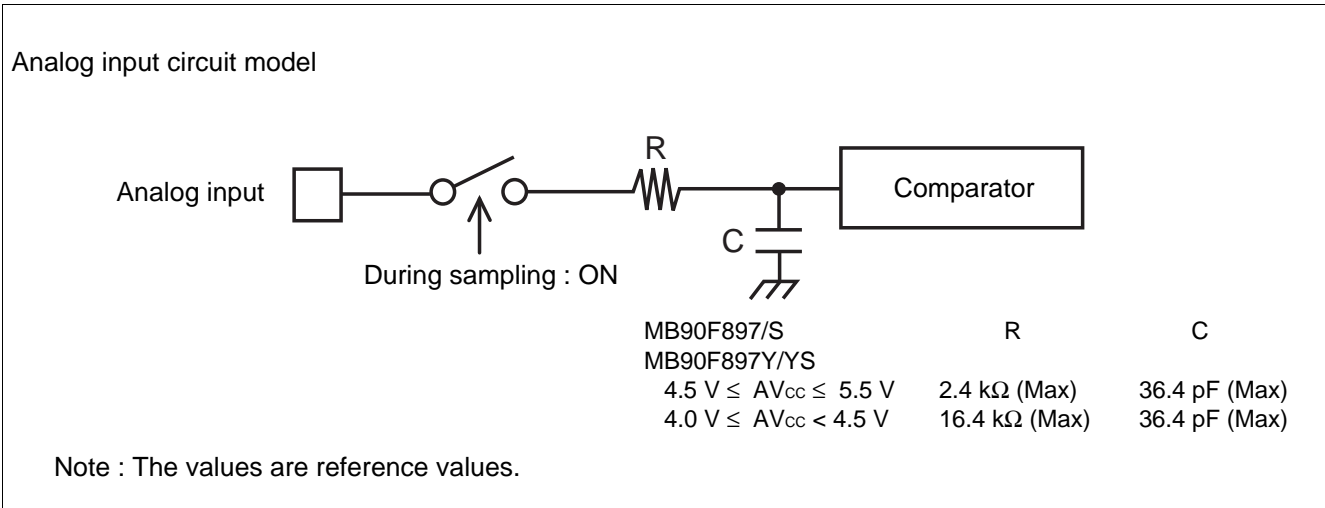 Analog input circuit model
R
Analog input
Comparator
C
During sampling : ON
MB90F897/S R C
MB90F897Y/YS
4.5 V ≤ AVcc ≤ 5.5 V 2.4 kΩ (Max) 36.4 pF (Max)
4.0 V ≤ AVcc < 4.5 V 16.4 kΩ (Max) 36.4 pF (Max)
Note : The values are reference values.